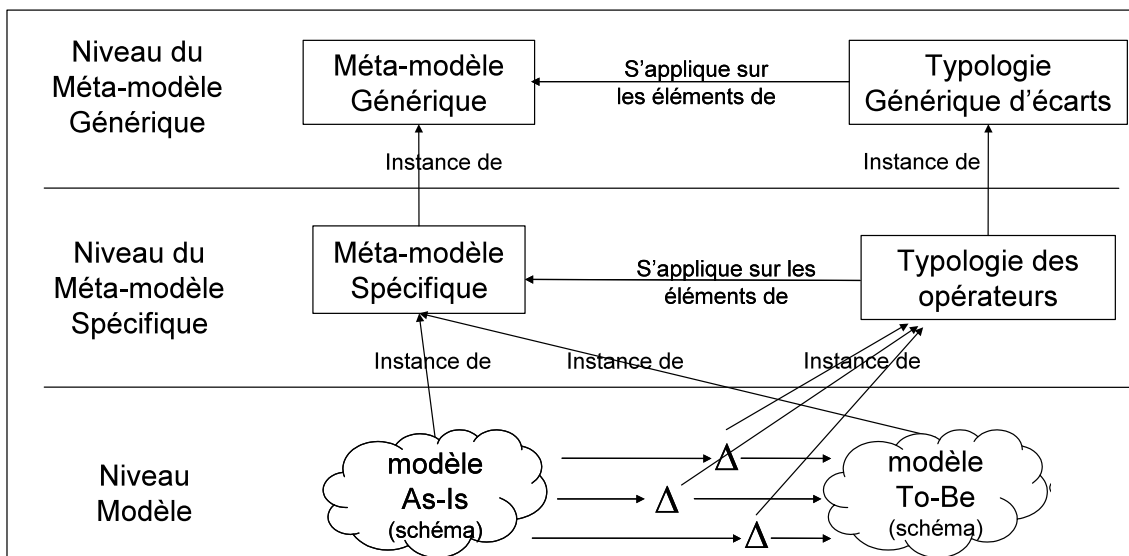 Niveau du
Méta-modèle
Générique
Méta-modèle
Générique
S'applique sur
les éléments de
Typologie
Générique d'écarts
Instance de
Instance de
Niveau du
Méta-modèle
Spécifique
Méta-modèle
Spécifique
S'applique sur les
éléments de
Typologie des
opérateurs
Instance de
Instance de
Instance de
Niveau
Modèle
modèle
As-Is
(schéma)
Δ
Δ
Δ
modèle
To-Be
(schéma)